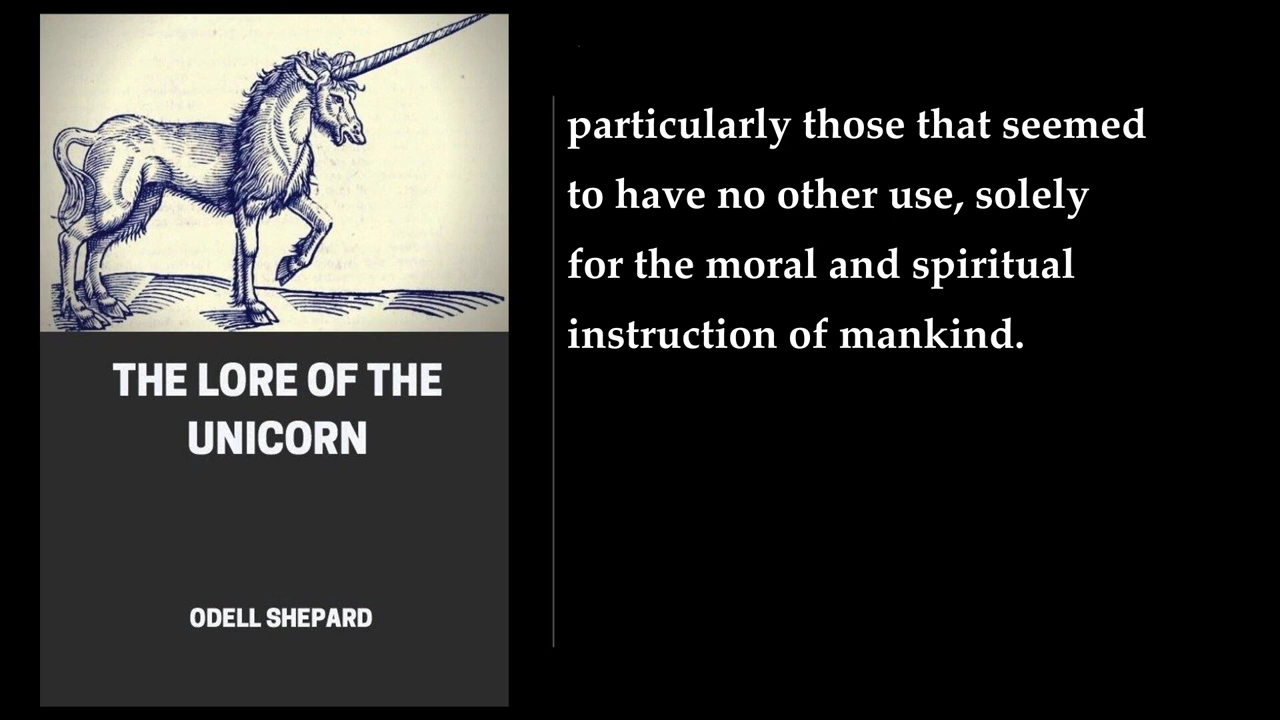 THE LORE OF THE
UNICORN
ODELL SHEPARD
particularly those that seemed
to have no other use, solely
for the moral and spiritual
instruction of mankind.